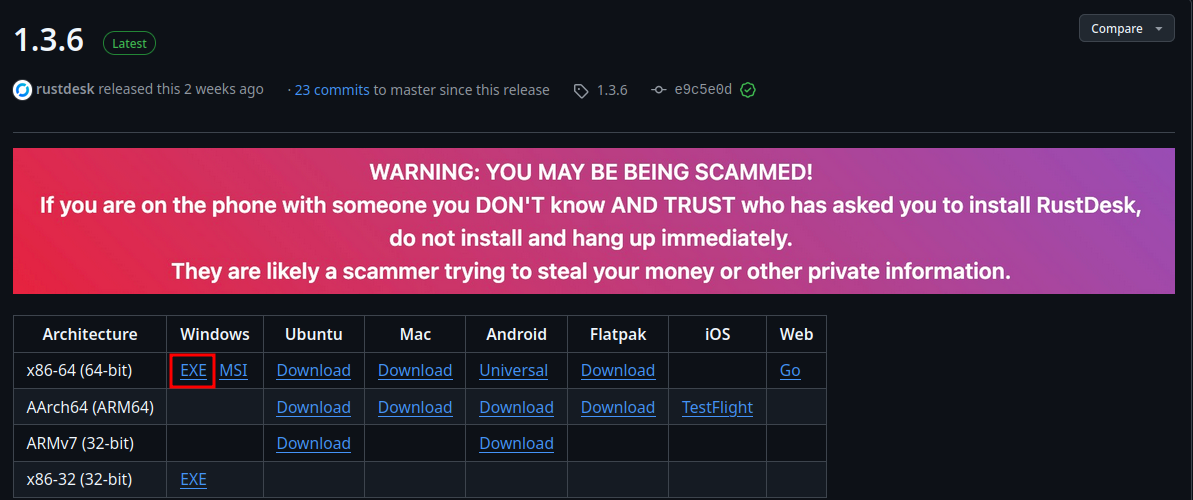 1.3.6 Latest Compare
rustdesk released this 2 weeks ago · 23 commits to master since this release 1.3.6 e9c5e0d
WARNING: YOU MAY BE BEING SCAMMED!
If you are on the phone with someone you DON'T know AND TRUST who has asked you to install RustDesk,
do not install and hang up immediately.
They are likely a scammer trying to steal your money or other private information.
Architecture Windows Ubuntu Mac Android Flatpak iOS Web
x86-64 (64-bit) EXE MSI Download Download Universal Download Go
AArch64 (ARM64) Download Download Download Download TestFlight
ARMv7 (32-bit) Download Download
x86-32 (32-bit) EXE